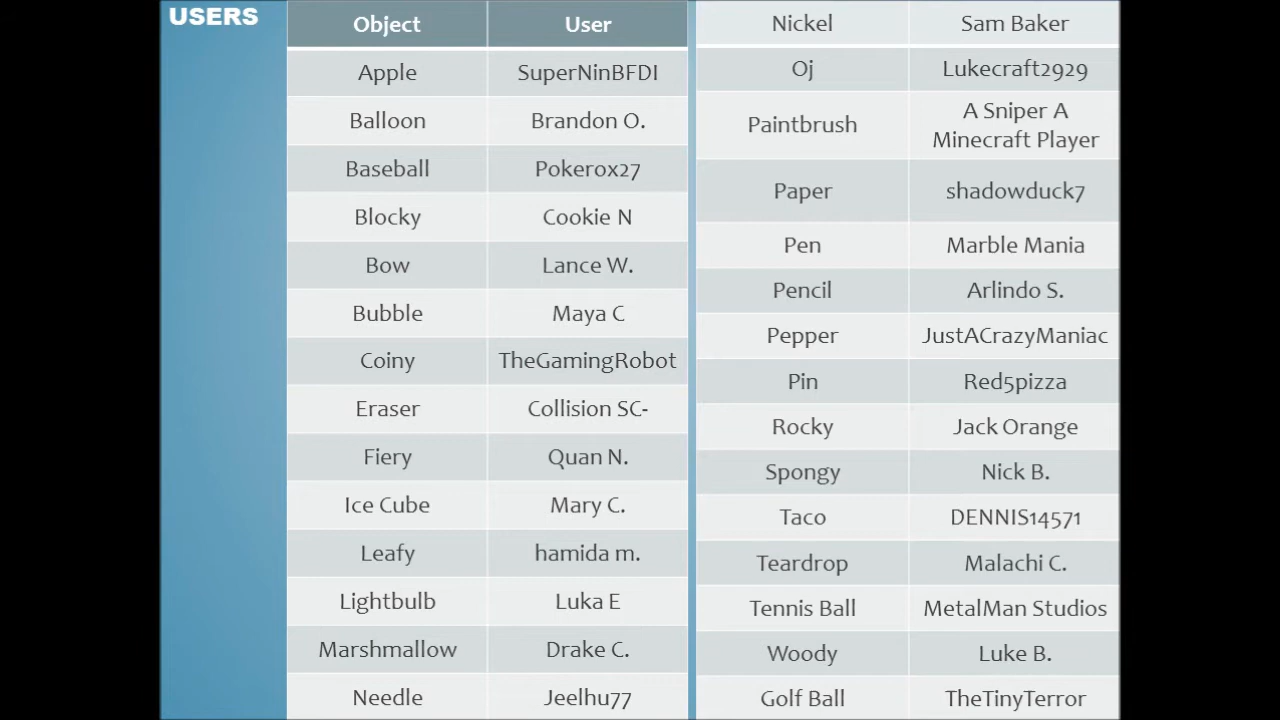 USERS
Object User
Apple SuperNinBFDI
Balloon Brandon O.
Baseball Pokerox27
Blocky Cookie N
Bow Lance W.
Bubble Maya C
Coiny TheGamingRobot
Eraser Collision SC-
Fiery Quan N.
Ice Cube Mary C.
Leafy hamida m.
Lightbulb Luka E
Marshmallow Drake C.
Needle Jeelhu77
Nickel Sam Baker
Oj Lukecraft2929
Paintbrush A Sniper A
Minecraft Player
Paper shadowduck7
Pen Marble Mania
Pencil Arlindo S.
Pepper JustACrazyManiac
Pin Red5pizza
Rocky Jack Orange
Spongy Nick B.
Taco DENNIS14571
Teardrop Malachi C.
Tennis Ball MetalMan Studios
Woody Luke B.
Golf Ball TheTinyTerror